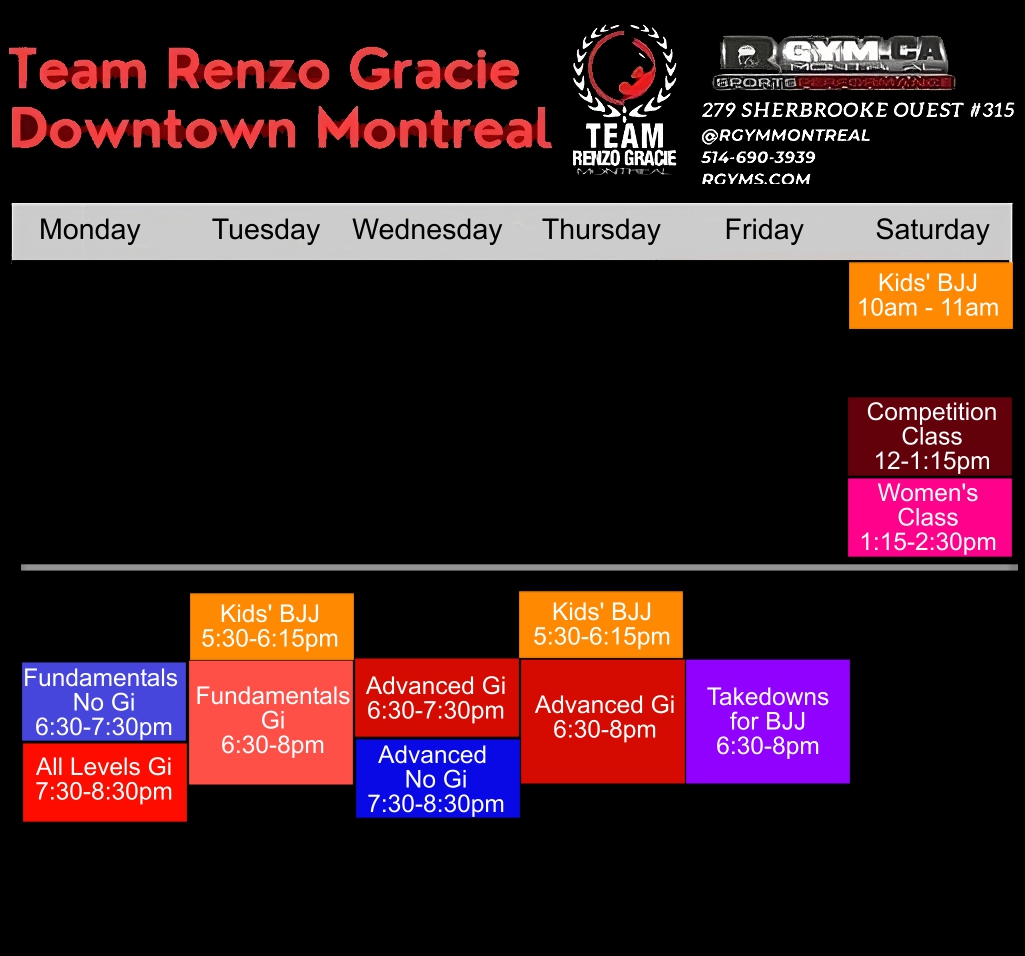 Team Renzo Gracie
Downtown Montreal
TEAM
RENZO GRACIE
MONTREAL
RGYM.CA
MONTREAL
SPORTSPERFORMANCE
279 SHERBROOKE OUEST #315
@RGYMMONTREAL
514-690-3939
RGYMS.COM
Monday Tuesday Wednesday Thursday Friday Saturday
Kids' BJJ
10am - 11am
Competition
Class
12-1:15pm
Women's
Class
1:15-2:30pm
Fundamentals
No Gi
6:30-7:30pm
All Levels Gi
7:30-8:30pm
Kids' BJJ
5:30-6:15pm
Fundamentals
Gi
6:30-8pm
Advanced Gi
6:30-7:30pm
Advanced
No Gi
7:30-8:30pm
Kids' BJJ
5:30-6:15pm
Advanced Gi
6:30-8pm
Takedowns
for BJJ
6:30-8pm